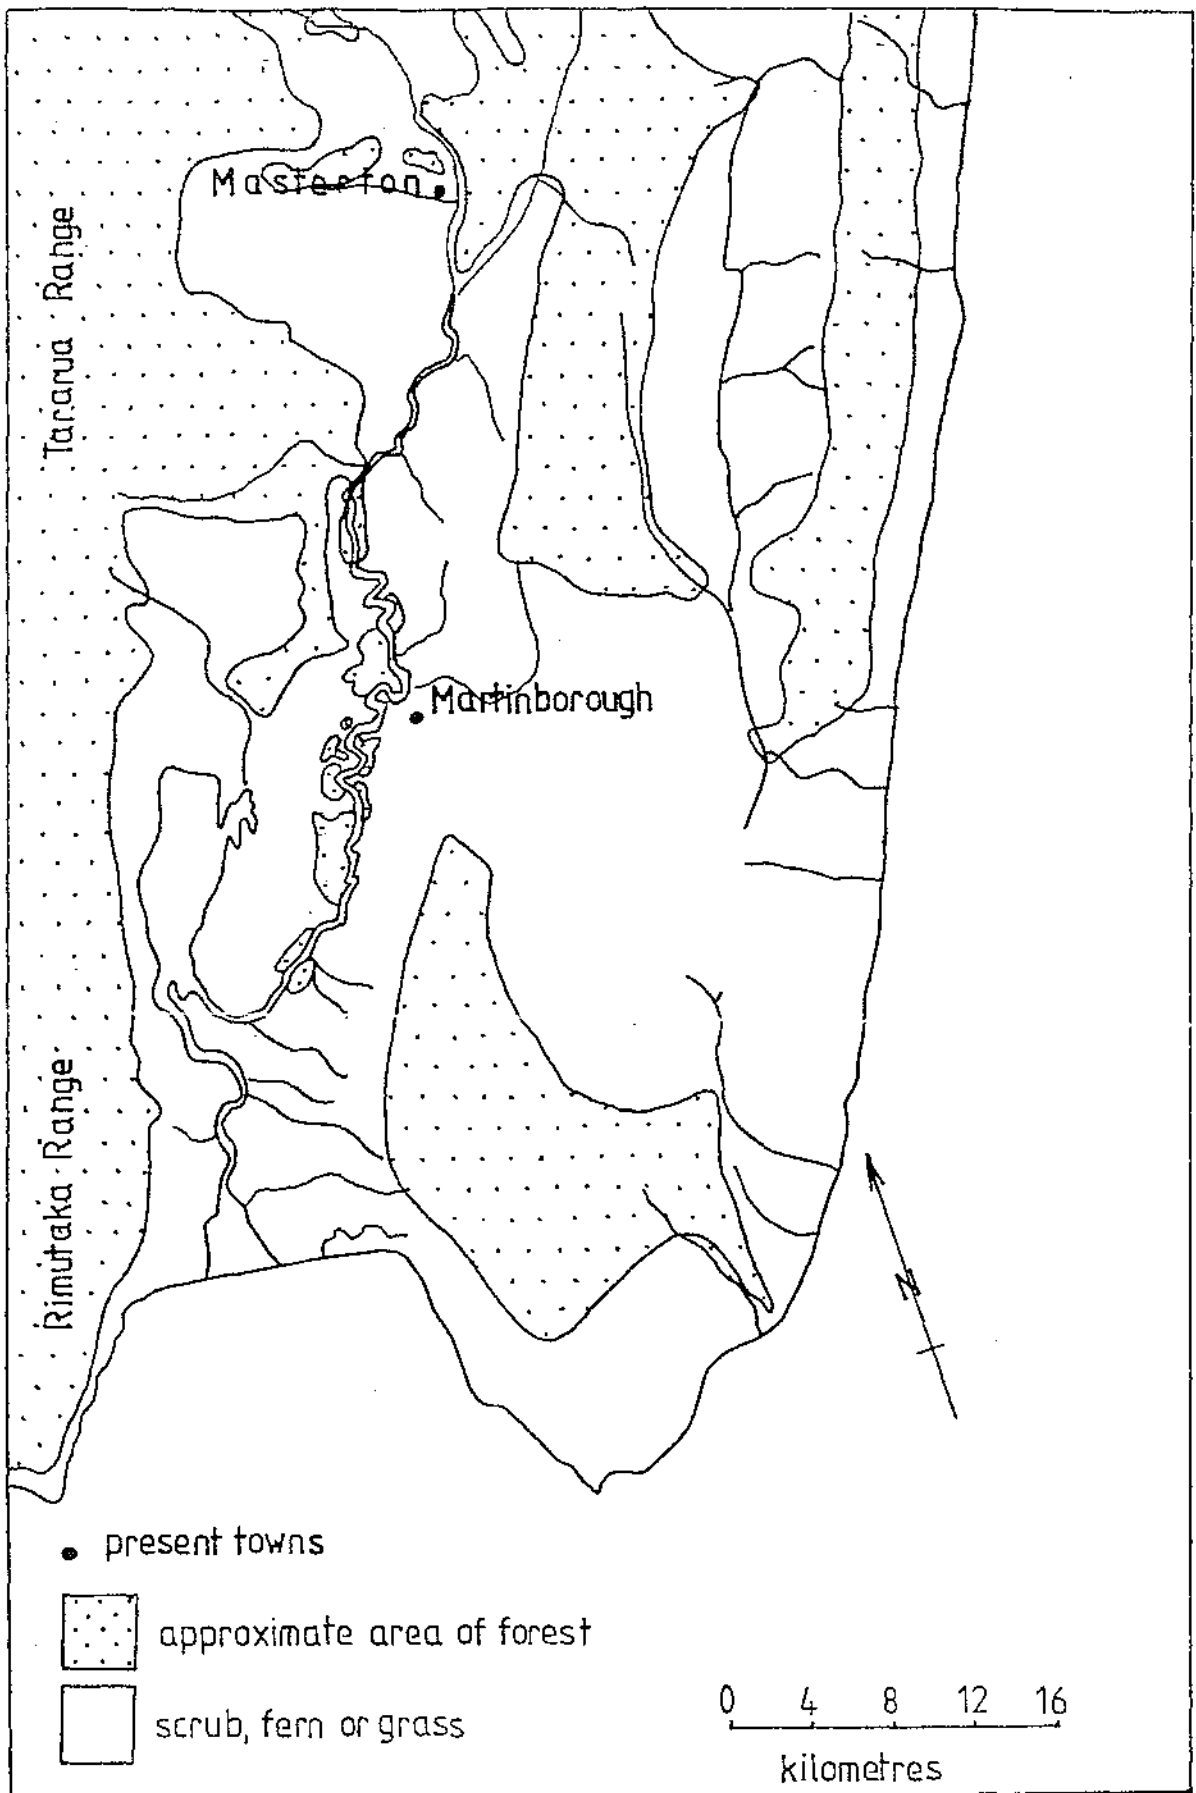 Masterton
Tararua Range
Martinborough
Rimutaka Range
N
present towns
approximate area of forest
scrub, fern or grass
0 4 8 12 16
kilometres